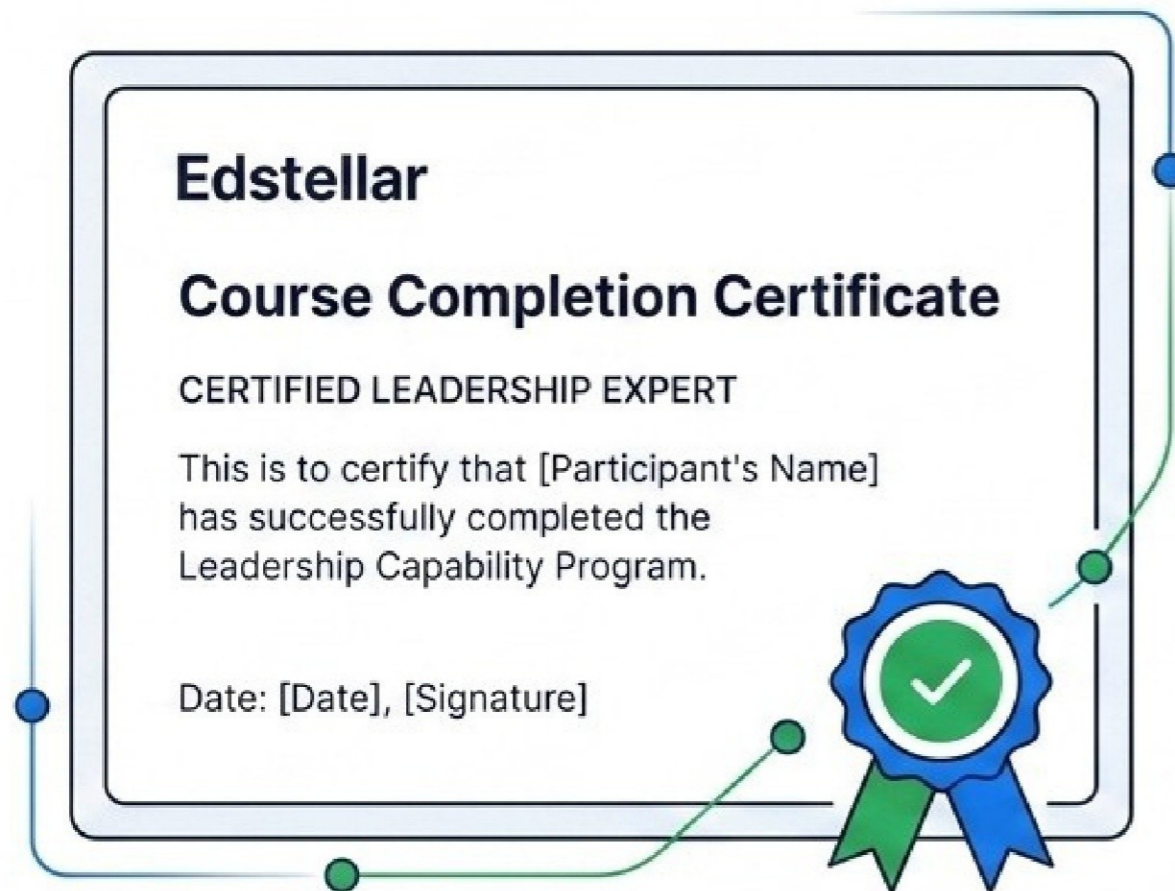 Edstellar
Course Completion Certificate
CERTIFIED LEADERSHIP EXPERT
This is to certify that [Participant's Name]
has successfully completed the
Leadership Capability Program.
Date: [Date], [Signature]